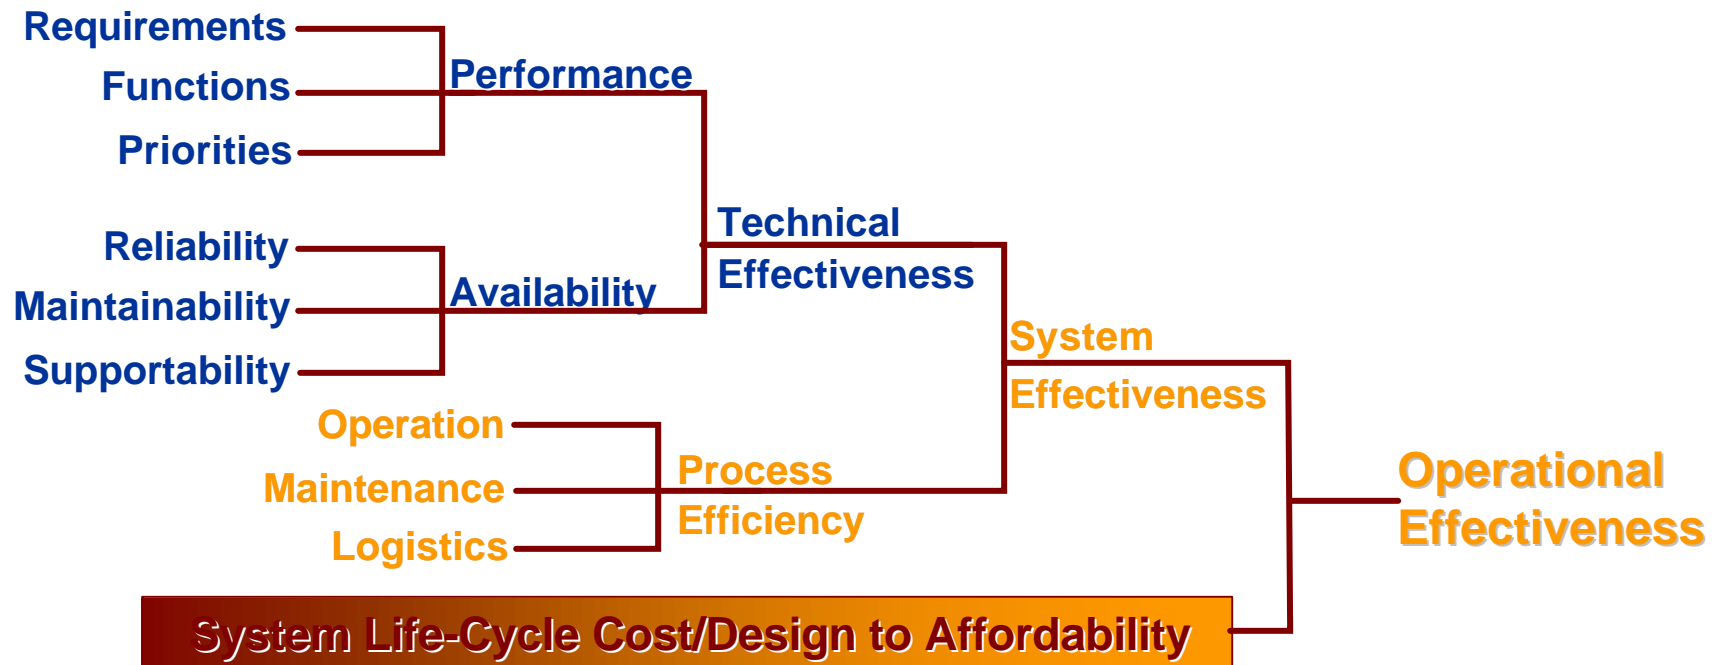 Requirements
Functions
Priorities
Performance
Reliability
Maintainability
Supportability
Availability
Technical
Effectiveness
Operation
Maintenance
Logistics
Process
Efficiency
System
Effectiveness
Operational
Effectiveness
System Life-Cycle Cost/Design to Affordability